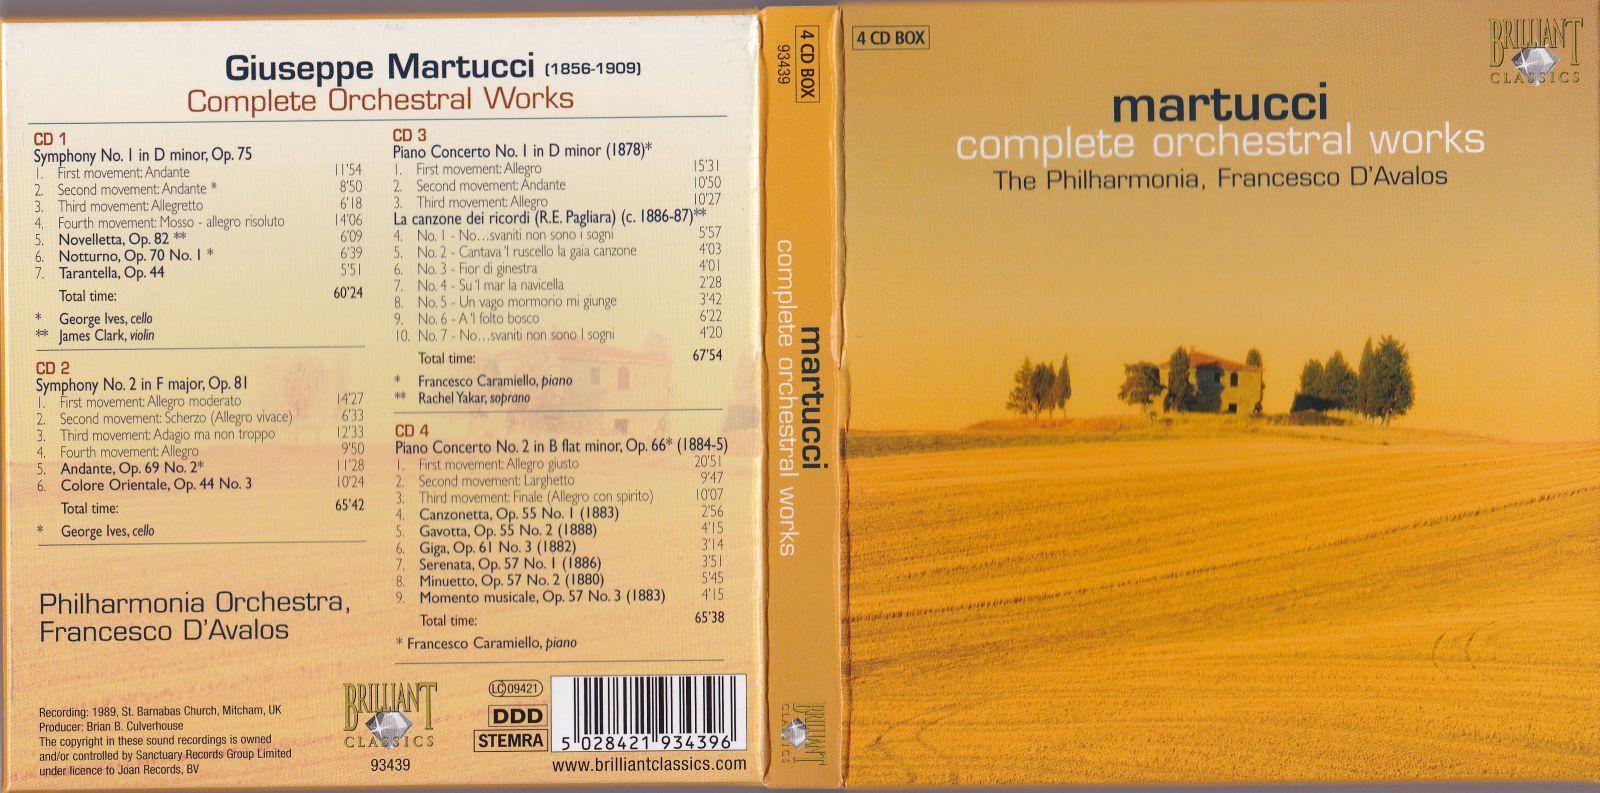 Giuseppe Martucci (1856-1909)
Complete Orchestral Works
CD 1
Symphony No. 1 in D minor, Op. 75
1. First movement: Andante 11'54
2. Second movement: Andante * 8'50
3. Third movement: Allegretto 6'18
4. Fourth movement: Mosso - allegro risoluto 14'06
5. Novelletta, Op. 82 ** 6'09
6. Notturno, Op. 70 No. 1 * 6'39
7. Tarantella, Op. 44 5'51
Total time: 60'24
* George Ives, cello
** James Clark, violin
CD 2
Symphony No. 2 in F major, Op. 81
1. First movement: Allegro moderato 14'27
2. Second movement: Scherzo (Allegro vivace) 6'33
3. Third movement: Adagio ma non troppo 12'33
4. Fourth movement: Allegro 9'50
5. Andante, Op. 69 No. 2* 11'28
6. Colore Orientale, Op. 44 No. 3 10'24
Total time: 65'42
* George Ives, cello
Philharmonia Orchestra,
Francesco D'Avalos
CD 3
Piano Concerto No. 1 in D minor (1878)*
1. First movement: Allegro 15'31
2. Second movement: Andante 10'50
3. Third movement: Allegro 10'27
La canzone dei ricordi (R.E. Pagliara) (c. 1886-87)**
4. No. 1 - No...svaniti non sono i sogni 5'57
5. No. 2 - Cantava 'l ruscello la gaia canzone 4'03
6. No. 3 - Fior di ginestra 4'01
7. No. 4 - Su 'l mar la navicella 2'28
8. No. 5 - Un vago mormorio mi giunge 3'42
9. No. 6 - A 'l folto bosco 6'22
10. No. 7 - No...svaniti non sono I sogni 4'20
Total time: 67'54
* Francesco Caramiello, piano
** Rachel Yakar, soprano
CD 4
Piano Concerto No. 2 in B flat minor, Op. 66* (1884-5)
1. First movement: Allegro giusto 20'51
2. Second movement: Larghetto 9'47
3. Third movement: Finale (Allegro con spirito) 10'07
4. Canzonetta, Op. 55 No. 1 (1883) 2'56
5. Gavotta, Op. 55 No. 2 (1888) 4'15
6. Giga, Op. 61 No. 3 (1882) 3'14
7. Serenata, Op. 57 No. 1 (1886) 3'51
8. Minuetto, Op. 57 No. 2 (1880) 5'45
9. Momento musicale, Op. 57 No. 3 (1883) 4'15
Total time: 65'38
* Francesco Caramiello, piano
Recording: 1989, St. Barnabas Church, Mitcham, UK
Producer: Brian B. Culverhouse
The copyright in these sound recordings is owned
and/or controlled by Sanctuary Records Group Limited
under licence to Joan Records, BV
BRILLIANT
CLASSICS
93439
LC 09421
DDD
STEMRA
5 028421 934396
www.brilliantclassics.com
4 CD BOX
93439
martucci
complete orchestral works
BRILLIANT
CLASSICS
4 CD BOX
BRILLIANT
CLASSICS
martucci
complete orchestral works
The Philharmonia, Francesco D'Avalos